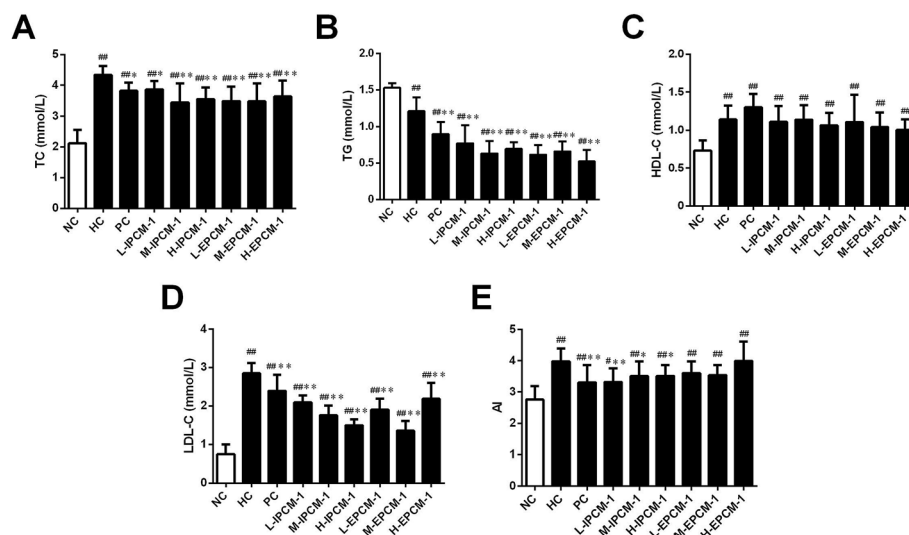 A
TC (mmol/L)
5
4
3
2
1
0
## ##* ##* ##** ##** ##** ##** ##**
NC HC PC L-IPCM-1 M-IPCM-1 H-IPCM-1 L-EPCM-1 M-EPCM-1 H-EPCM-1
B
TG (mmol/L)
2.0
1.5
1.0
0.5
0.0
## ##** ##** ##** ##** ##** ##** ##**
NC HC PC L-IPCM-1 M-IPCM-1 H-IPCM-1 L-EPCM-1 M-EPCM-1 H-EPCM-1
C
HDL-C (mmol/L)
2.0
1.5
1.0
0.5
0.0
## ## ## ## ## ## ## ##
NC HC PC L-IPCM-1 M-IPCM-1 H-IPCM-1 L-EPCM-1 M-EPCM-1 H-EPCM-1
D
LDL-C (mmol/L)
4
3
2
1
0
## ##** ##** ##** ##** ##** ##** ##**
NC HC PC L-IPCM-1 M-IPCM-1 H-IPCM-1 L-EPCM-1 M-EPCM-1 H-EPCM-1
E
AI
5
4
3
2
1
0
## ##** #** ##* ##* ## ## ##
NC HC PC L-IPCM-1 M-IPCM-1 H-IPCM-1 L-EPCM-1 M-EPCM-1 H-EPCM-1